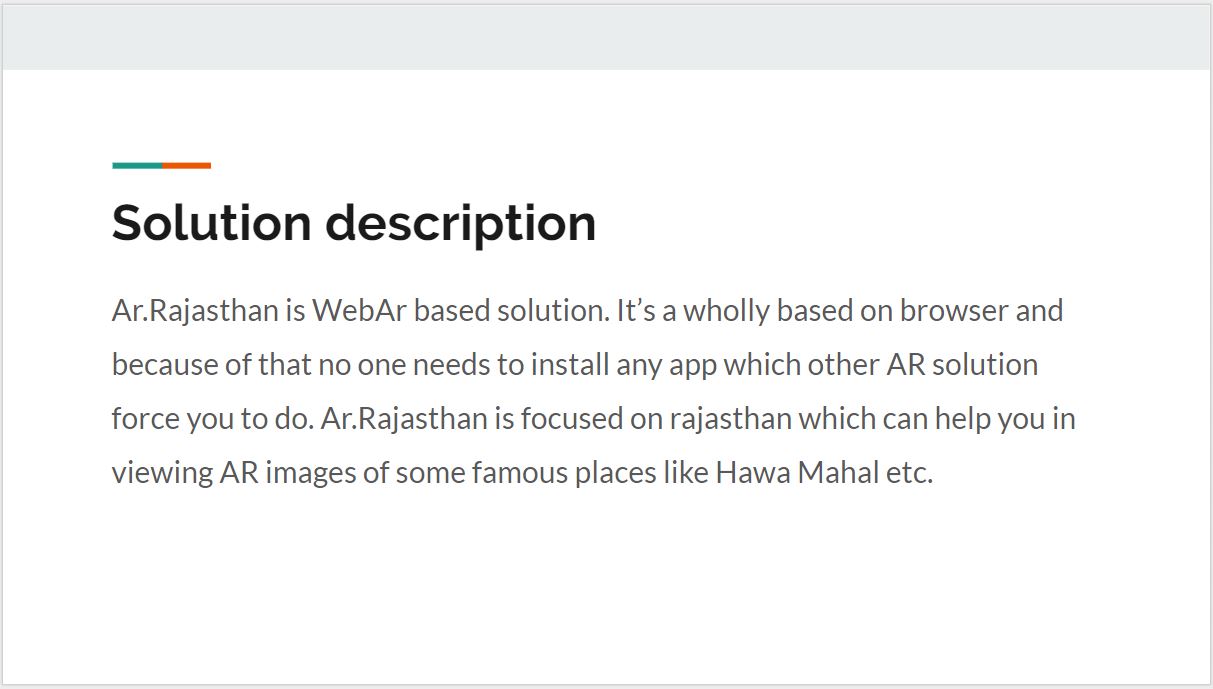 Solution description
Ar.Rajasthan is WebAr based solution. It’s a wholly based on browser and
because of that no one needs to install any app which other AR solution
force you to do. Ar.Rajasthan is focused on rajasthan which can help you in
viewing AR images of some famous places like Hawa Mahal etc.